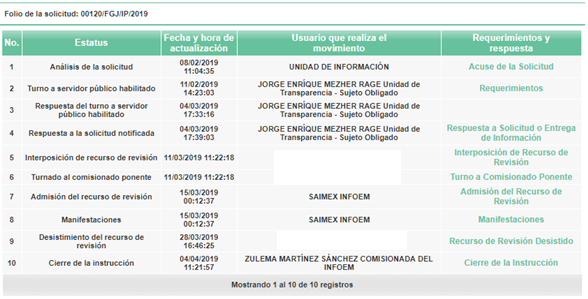 Folio de la solicitud: 00120/FGJ/IP/2019
No. Estatus Fecha y hora de actualización Usuario que realiza el movimiento Requerimientos y respuesta
1 Análisis de la solicitud 08/02/2019 11:04:35 UNIDAD DE INFORMACIÓN Acuse de la Solicitud
2 Turno a servidor público habilitado 11/02/2019 14:23:03 JORGE ENRÍQUE MEZHER RAGE Unidad de Transparencia - Sujeto Obligado Requerimientos
3 Respuesta del turno a servidor público habilitado 04/03/2019 17:33:16 JORGE ENRÍQUE MEZHER RAGE Unidad de Transparencia - Sujeto Obligado
4 Respuesta a la solicitud notificada 04/03/2019 17:39:03 JORGE ENRÍQUE MEZHER RAGE Unidad de Transparencia - Sujeto Obligado Respuesta a Solicitud o Entrega de Información
5 Interposición de recurso de revisión 11/03/2019 11:22:18 Interposición de Recurso de Revisión
6 Turnado al comisionado ponente 11/03/2019 11:22:18 Turno a Comisionado Ponente
7 Admisión del recurso de revisión 15/03/2019 00:12:37 SAIMEX INFOEM Admisión del Recurso de Revisión
8 Manifestaciones 15/03/2019 00:12:37 SAIMEX INFOEM Manifestaciones
9 Desistimiento del recurso de revisión 28/03/2019 16:46:25 Recurso de Revisión Desistido
10 Cierre de la instrucción 04/04/2019 11:21:57 ZULEMA MARTÍNEZ SÁNCHEZ COMISIONADA DEL INFOEM Cierre de la Instrucción
Mostrando 1 al 10 de 10 registros